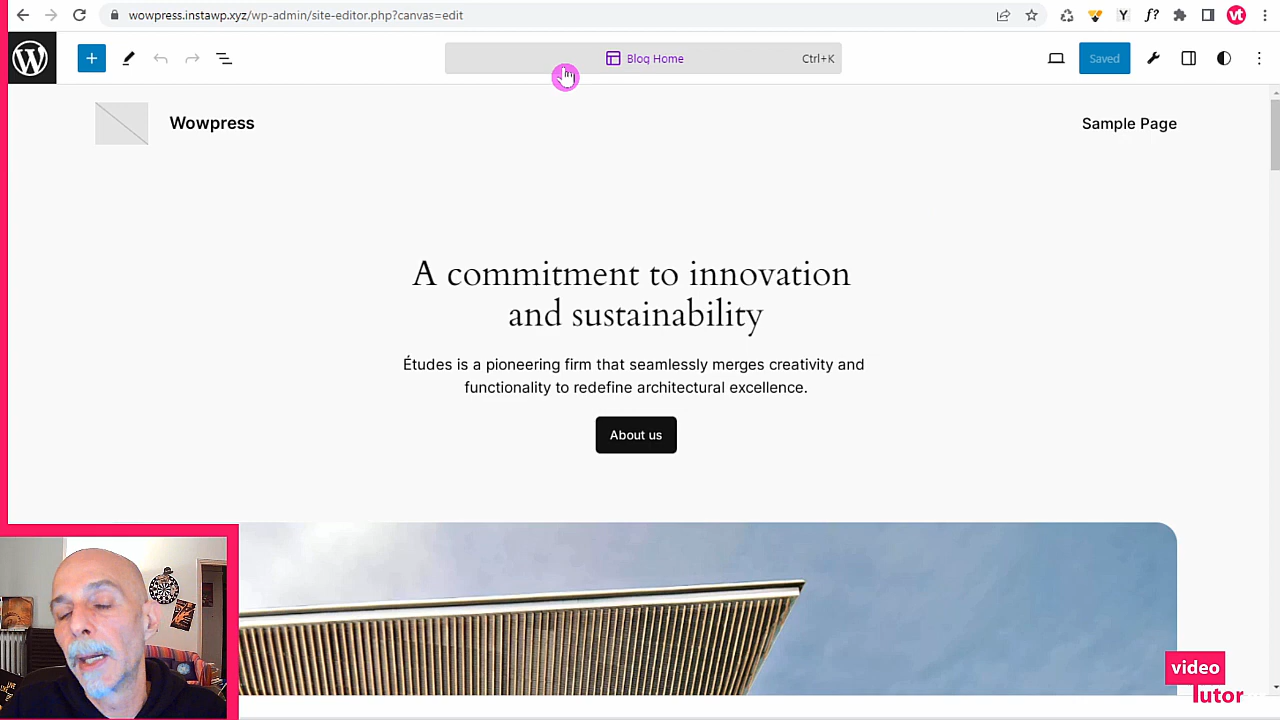 wowpress.instawp.xyz/wp-admin/site-editor.php?canvas=edit
Y
f?
vt
W
Blog Home
Ctrl+K
Saved
Wowpress
Sample Page
A commitment to innovation
and sustainability
Études is a pioneering firm that seamlessly merges creativity and
functionality to redefine architectural excellence.
About us
video
Tutor